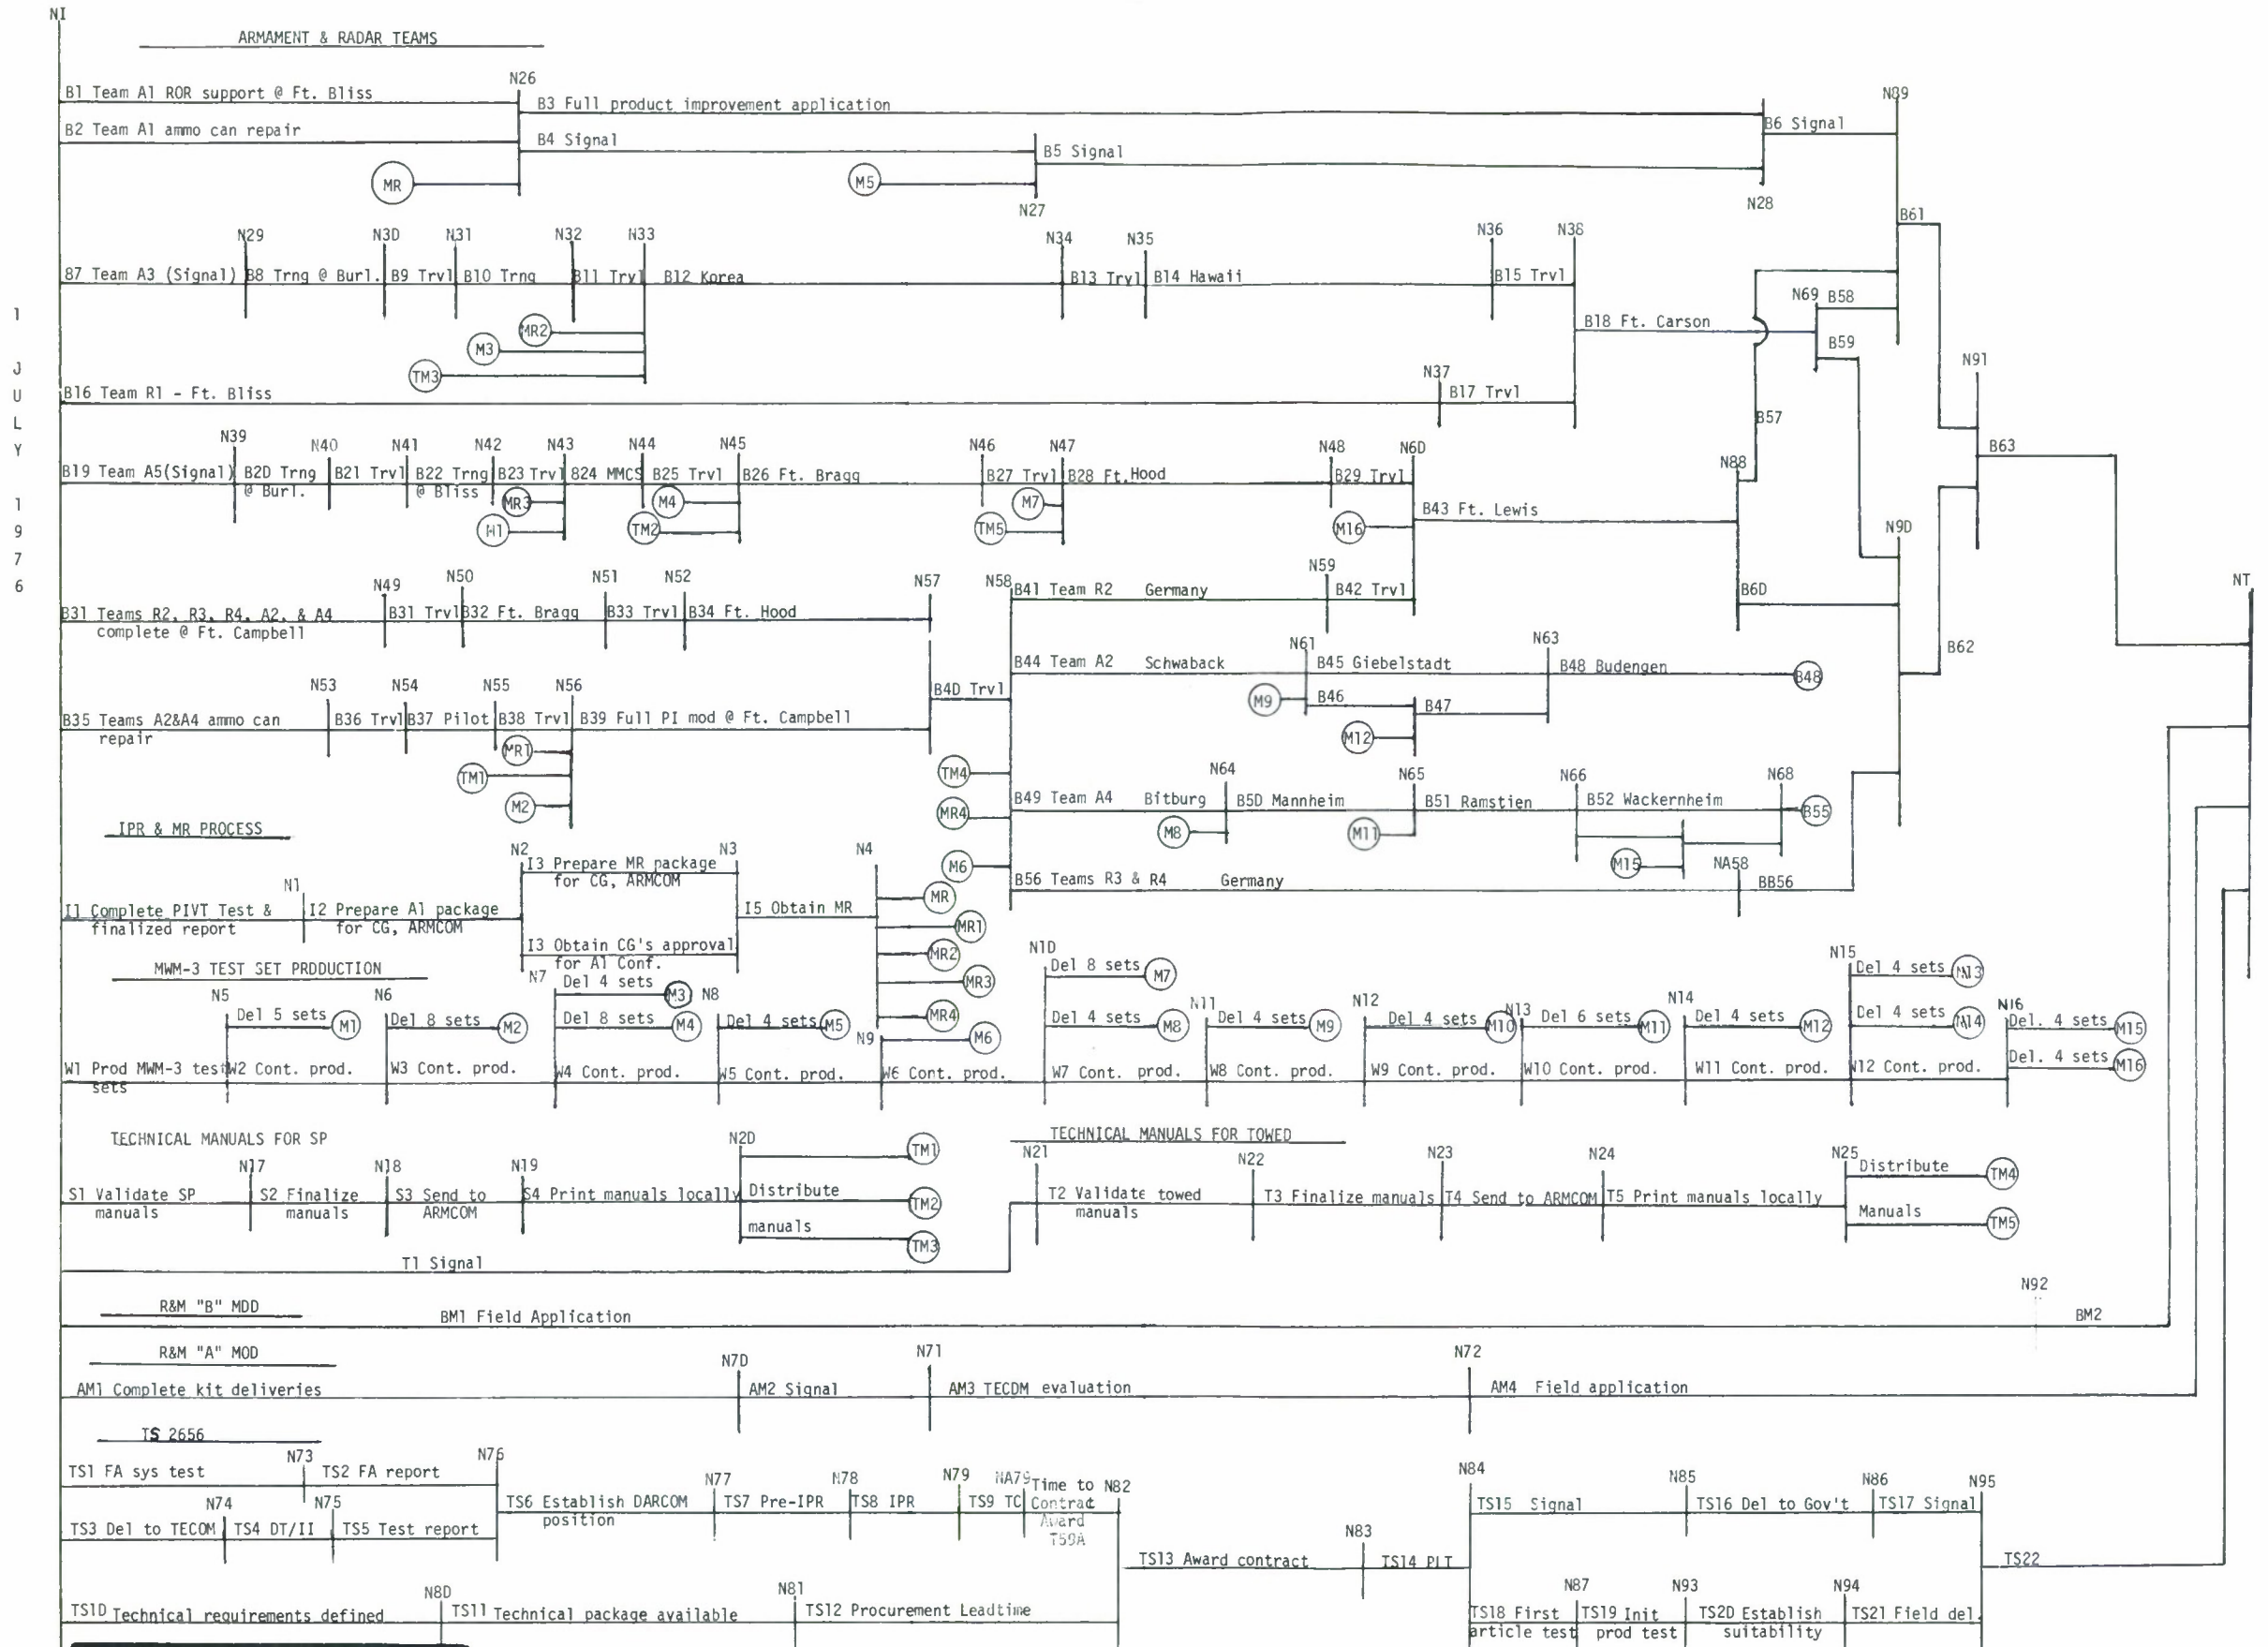 NI
ARMAMENT & RADAR TEAMS
N26
N89
B1 Team A1 ROR support @ Ft. Bliss
B3 Full product improvement application
B6 Signal
B2 Team A1 ammo can repair
B4 Signal
B5 Signal
MR
M5
N27
N28
B61
N29
N3D
N31
N32
N33
N34
N35
N36
N38
B7 Team A3 (Signal)
B8 Trng @ Burl.
B9 Trvl
B10 Trng
B11 Trvl
B12 Korea
B13 Trvl
B14 Hawaii
B15 Trvl
N69
B58
1 JULY 1976
MR2
B18 Ft. Carson
M3
B59
TM3
N91
B16 Team R1 - Ft. Bliss
N37
B17 Trvl
B57
N39
N40
N41
N42
N43
N44
N45
N46
N47
N48
N6D
B63
B19 Team A5(Signal)
B2D Trng
@ Burl.
B21 Trvl
B22 Trng
@ Bliss
B23 Trvl
B24 MMCS
B25 Trvl
B26 Ft. Bragg
B27 Trvl
B28 Ft.Hood
B29 Trvl
N88
MR3
M4
M7
B43 Ft. Lewis
M1
TM2
TM5
M16
N9D
N49
N50
N51
N52
N57
N58
N59
NT
B31 Teams R2, R3, R4, A2, & A4
complete @ Ft. Campbell
B31 Trvl
B32 Ft. Bragg
B33 Trvl
B34 Ft. Hood
B41 Team R2 Germany
B42 Trvl
B6D
N61
N63
B62
B44 Team A2 Schwaback
B45 Giebelstadt
B48 Budengen
B48
N53
N54
N55
N56
B4D Trvl
M9
B46
B47
B35 Teams A2&A4 ammo can
repair
B36 Trvl
B37 Pilot
B38 Trvl
B39 Full PI mod @ Ft. Campbell
M12
MR1
TM1
M2
TM4
MR4
N64
N65
N66
N68
B49 Team A4 Bitburg
B5D Mannheim
B51 Ramstien
B52 Wackernheim
B55
M8
M11
IPR & MR PROCESS
N2
N3
N4
M6
M15
NA58
I3 Prepare MR package
for CG, ARMCOM
B56 Teams R3 & R4 Germany
BB56
N1
MR
I1 Complete PIVT Test &
finalized report
I2 Prepare A1 package
for CG, ARMCOM
I5 Obtain MR
MR1
I3 Obtain CG's approval
for A1 Conf.
MR2
MR3
MR4
MWM-3 TEST SET PRDDUCTION
N5
N6
N7
Del 4 sets
M3
N8
N9
N1D
Del 8 sets
M7
N11
N12
N13
N14
N15
Del 4 sets
N16
Del 5 sets
M1
Del 8 sets
M2
Del 8 sets
M4
Del 4 sets
M5
M6
Del 4 sets
M8
Del 4 sets
M9
Del 4 sets
M10
Del 6 sets
M11
Del 4 sets
M12
Del 4 sets
Del. 4 sets
M15
Del. 4 sets
M16
W1 Prod MWM-3 test
sets
W2 Cont. prod.
W3 Cont. prod.
W4 Cont. prod.
W5 Cont. prod.
W6 Cont. prod.
W7 Cont. prod.
W8 Cont. prod.
W9 Cont. prod.
W10 Cont. prod.
W11 Cont. prod.
W12 Cont. prod.
TECHNICAL MANUALS FOR SP
TECHNICAL MANUALS FOR TOWED
N17
N18
N19
N2D
TM1
S1 Validate SP
manuals
S2 Finalize
manuals
S3 Send to
ARMCOM
S4 Print manuals locally
Distribute
manuals
TM2
TM3
N21
N22
N23
N24
N25
T2 Validate towed
manuals
T3 Finalize manuals
T4 Send to ARMCOM
T5 Print manuals locally
Distribute
TM4
Manuals
TM5
T1 Signal
R&M "B" MDD
N92
BM1 Field Application
BM2
R&M "A" MOD
N7D
N71
N72
AM1 Complete kit deliveries
AM2 Signal
AM3 TECDM evaluation
AM4 Field application
TS 2656
N73
N76
TS1 FA sys test
TS2 FA report
N74
N75
TS3 Del to TECOM
TS4 DT/II
TS5 Test report
N77
N78
N79
NA79
N82
TS6 Establish DARCOM
position
TS7 Pre-IPR
TS8 IPR
TS9 TC
Time to
Contract
Award
N83
TS13 Award contract
TS14 PLT
N84
N85
N86
N95
TS15 Signal
TS16 Del to Gov't
TS17 Signal
TS22
N8D
N81
TS1D Technical requirements defined
TS11 Technical package available
TS12 Procurement Leadtime
N87
N93
N94
TS18 First
article test
TS19 Init
prod test
TS2D Establish
suitability
TS21 Field del.